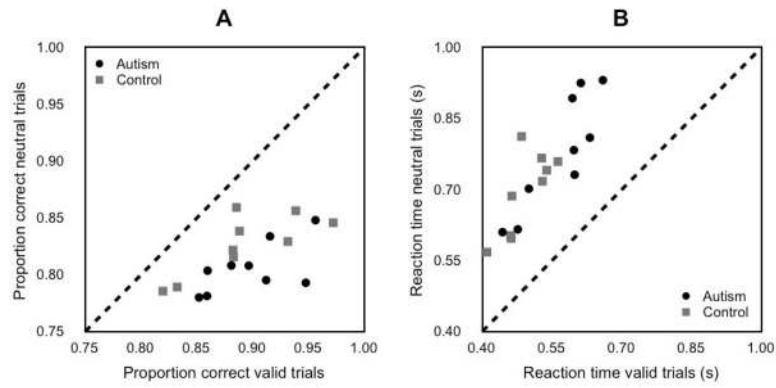 A
Proportion correct neutral trials
1.00
0.95
0.90
0.85
0.80
0.75
Autism
Control
0.75 0.80 0.85 0.90 0.95 1.00
Proportion correct valid trials
B
Reaction time neutral trials (s)
1.00
0.85
0.70
0.55
0.40
Autism
Control
0.40 0.55 0.70 0.85 1.00
Reaction time valid trials (s)